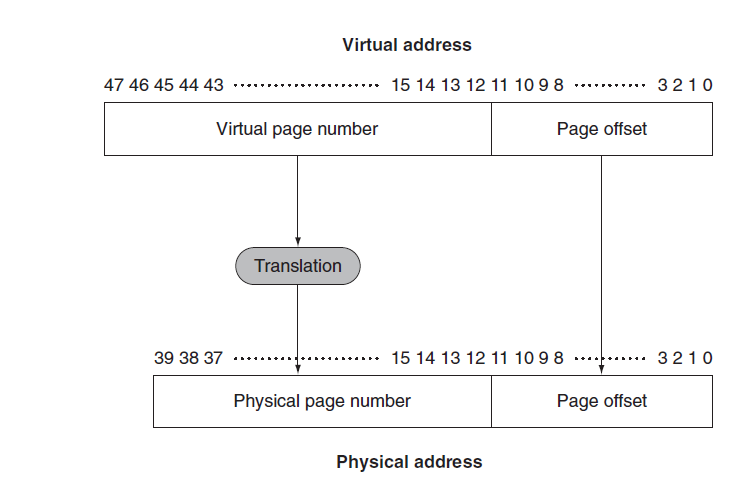 Virtual address
47 46 45 44 43 ·················· 15 14 13 12 11 10 9 8 ·········· 3 2 1 0
Virtual page number Page offset
Translation
39 38 37 ·················· 15 14 13 12 11 10 9 8 ·········· 3 2 1 0
Physical page number Page offset
Physical address